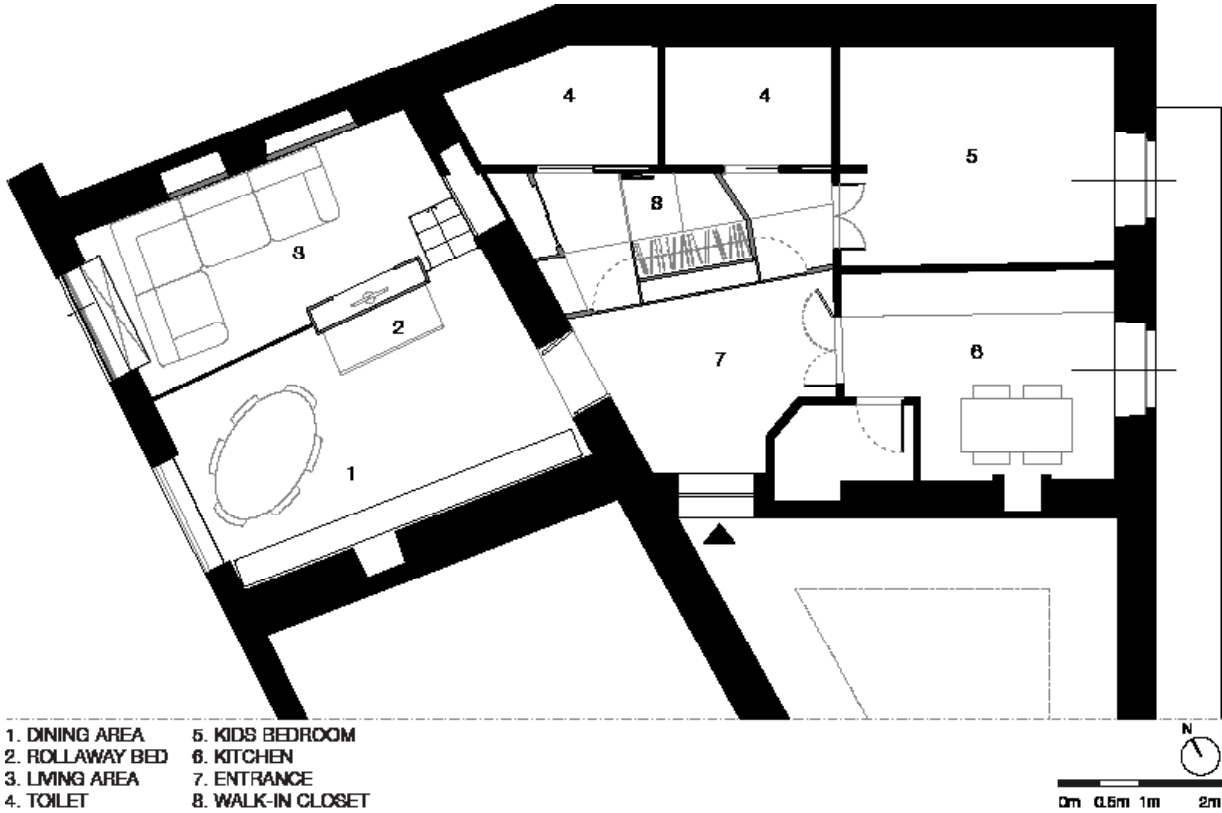 4
4
5
8
3
2
6
7
1
1. DINING AREA
2. ROLLAWAY BED
3. LIVING AREA
4. TOILET
5. KIDS BEDROOM
6. KITCHEN
7. ENTRANCE
8. WALK-IN CLOSET
N
0m 0.5m 1m 2m